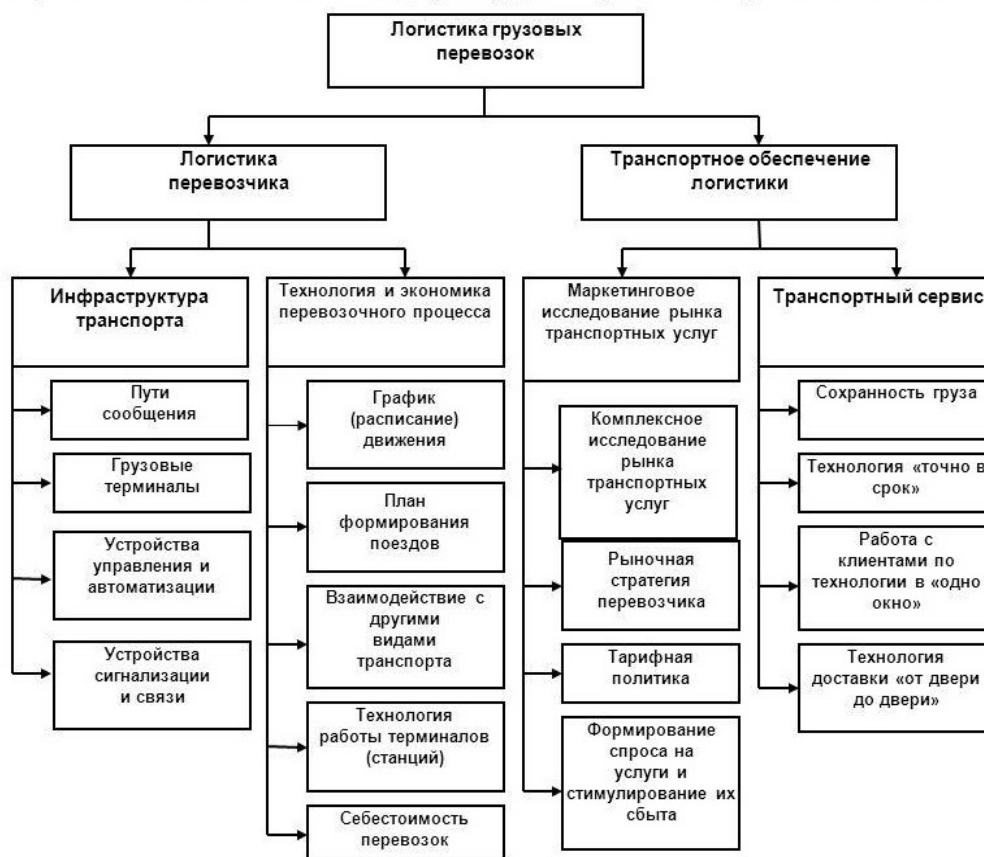 Логистика грузовых
перевозок
Логистика
перевозчика
Транспортное обеспечение
логистики
Инфраструктура
транспорта
Технология и экономика
перевозочного процесса
Маркетинговое
исследование рынка
транспортных услуг
Транспортный сервис
Пути
сообщения
Грузовые
терминалы
Устройства
управления и
автоматизации
Устройства
сигнализации
и связи
График
(расписание)
движения
План
формирования
поездов
Взаимодействие с
другими
видами
транспорта
Технология
работы терминалов
(станций)
Себестоимость
перевозок
Комплексное
исследование
рынка
транспортных
услуг
Рыночная
стратегия
перевозчика
Тарифная
политика
Формирование
спроса на
услуги и
стимулирование их
сбыта
Сохранность груза
Технология «точно в
срок»
Работа с
клиентами по
технологии в «одно
окно»
Технология
доставки «от двери
до двери»